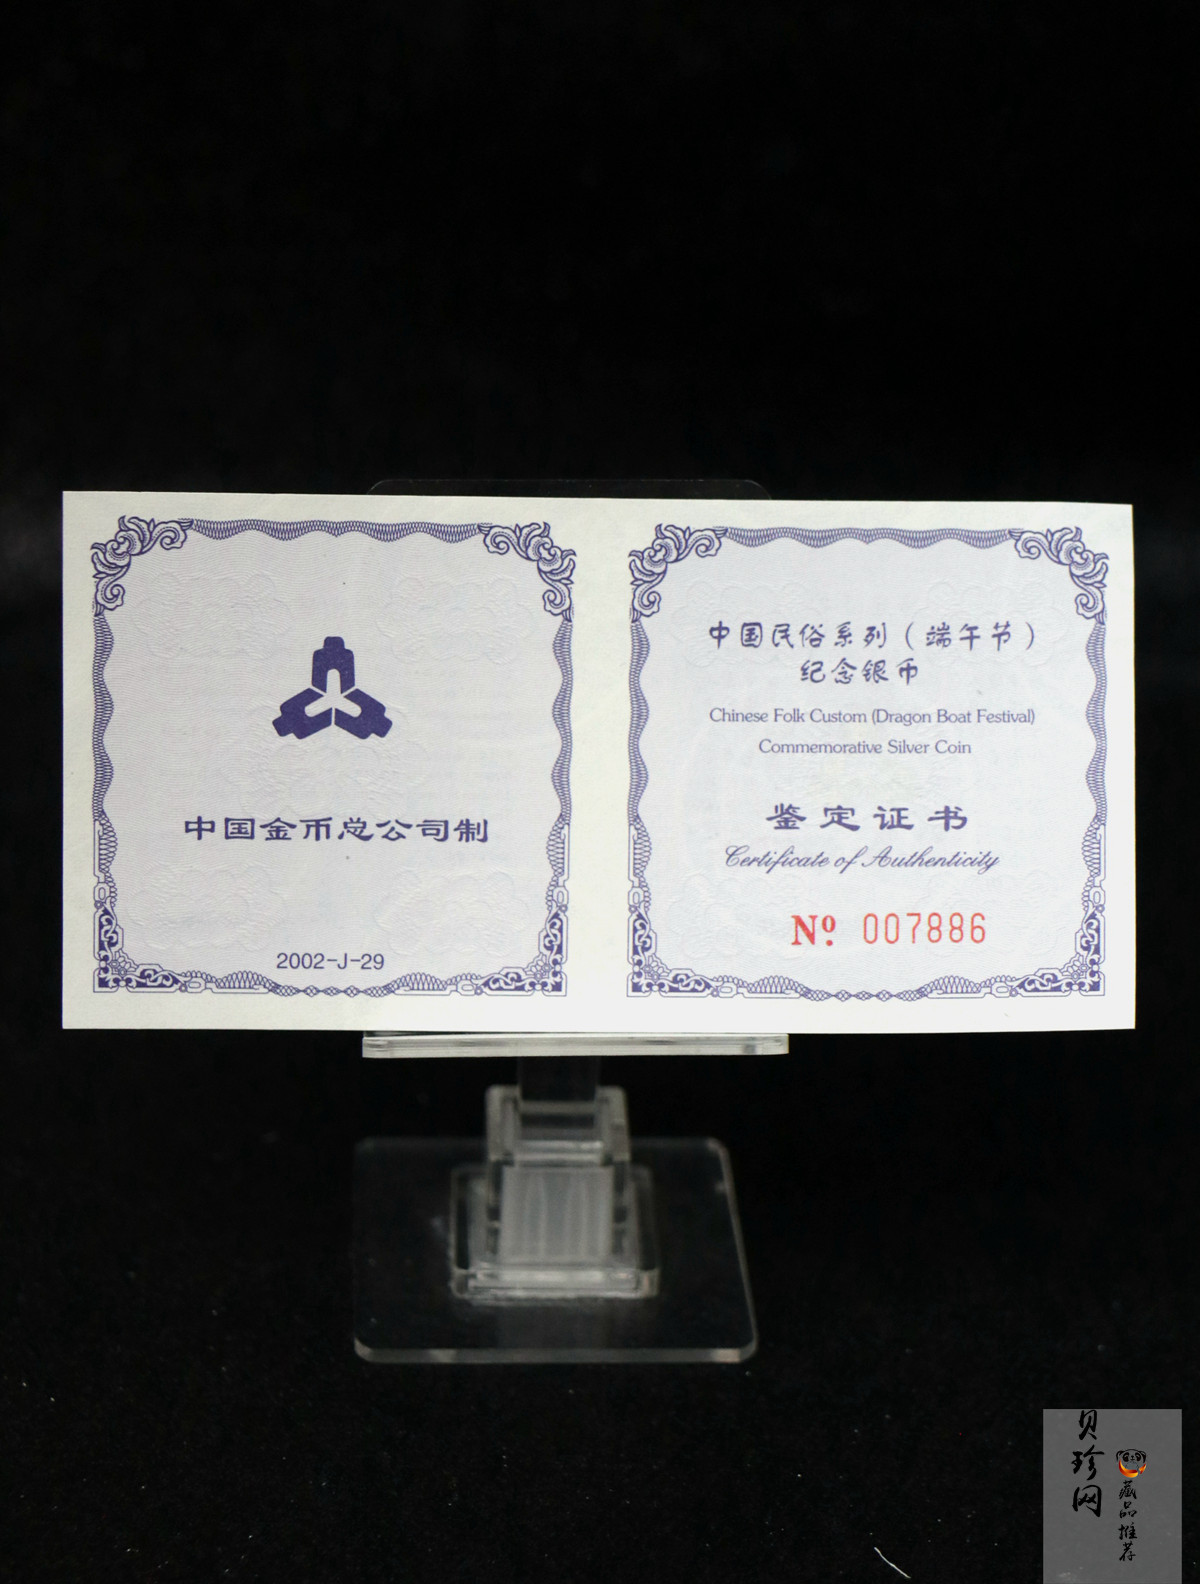 中国金币总公司制
2002-J-29
中国民俗系列（端午节）
纪念银币
Chinese Folk Custom (Dragon Boat Festival)
Commemorative Silver Coin
鉴定证书
Certificate of Authenticity
Nº 007886
贝珍网
藏品推荐